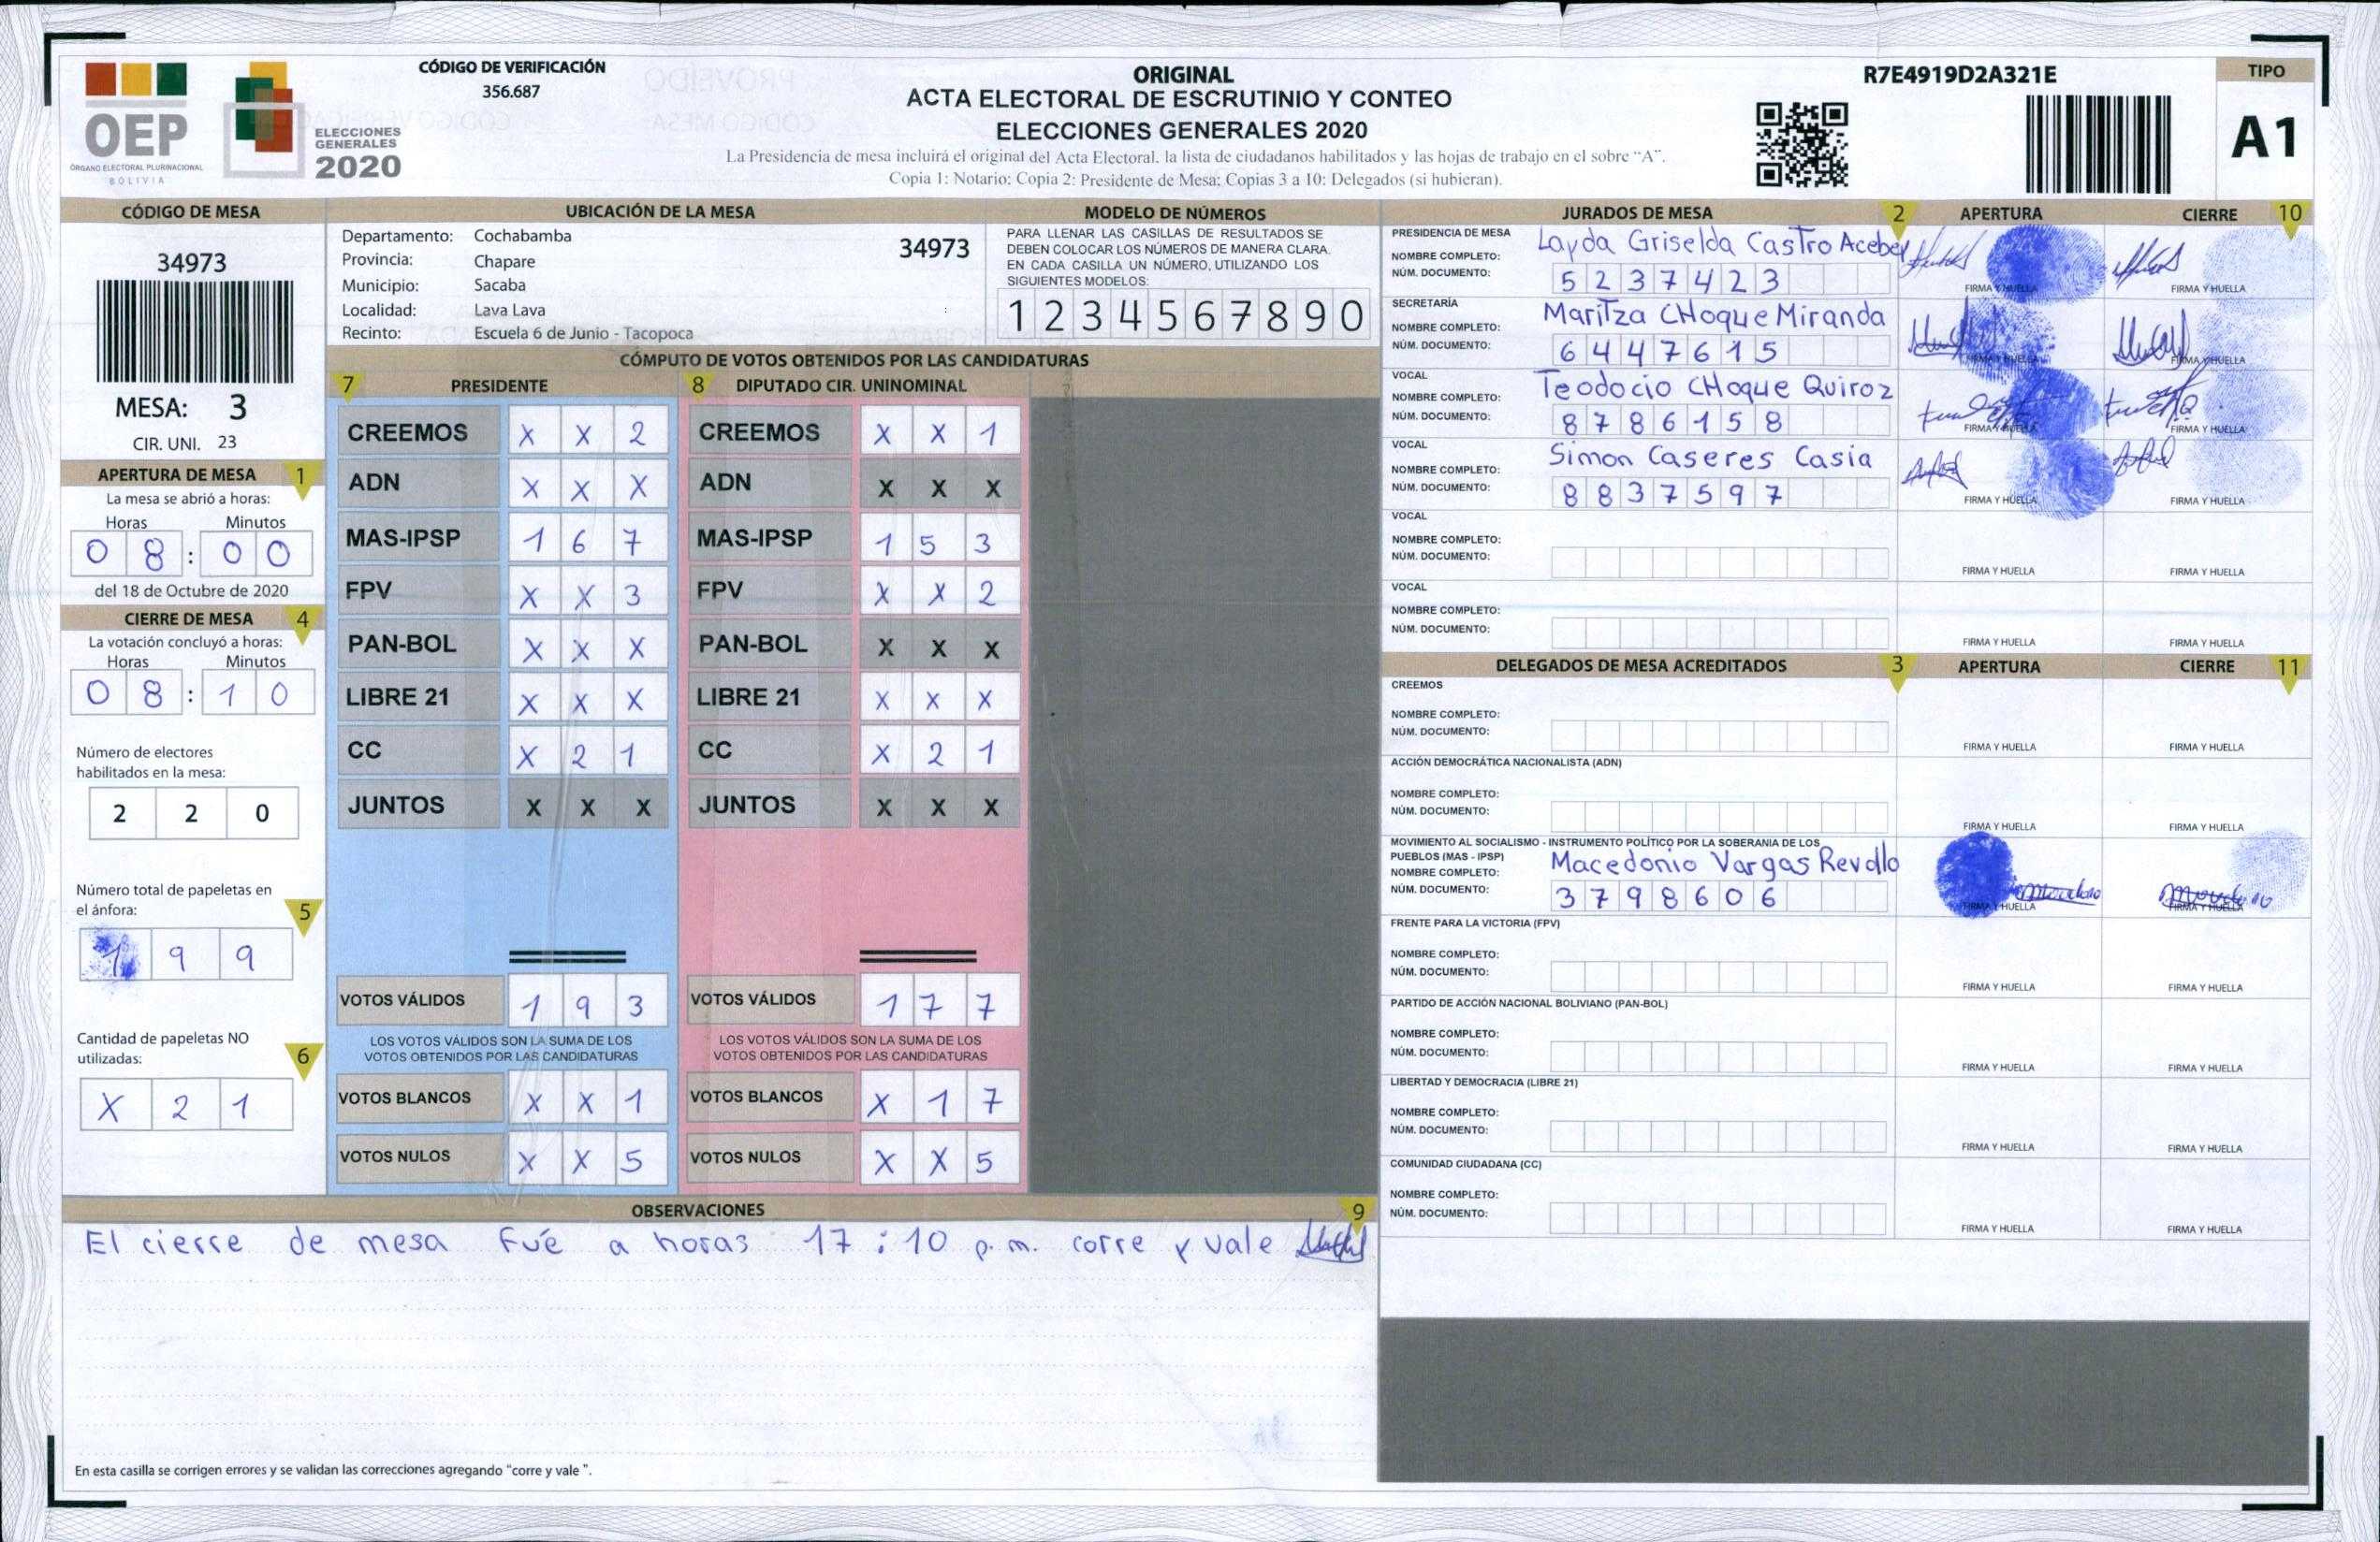 CÓDIGO DE VERIFICACIÓN
356.687
OEP
ÓRGANO ELECTORAL PLURINACIONAL
BOLIVIA
ELECCIONES
GENERALES
2020
ORIGINAL
ACTA ELECTORAL DE ESCRUTINIO Y CONTEO
ELECCIONES GENERALES 2020
La Presidencia de mesa incluirá el original del Acta Electoral, la lista de ciudadanos habilitados y las hojas de trabajo en el sobre "A".
Copia 1: Notario; Copia 2: Presidente de Mesa; Copias 3 a 10: Delegados (si hubieran).
R7E4919D2A321E
TIPO
A1
CÓDIGO DE MESA
34973
MESA: 3
CIR. UNI. 23
APERTURA DE MESA 1
La mesa se abrió a horas:
Horas Minutos
0 8 : 0 0
del 18 de Octubre de 2020
CIERRE DE MESA 4
La votación concluyó a horas:
Horas Minutos
0 8 : 1 0
Número de electores
habilitados en la mesa:
2 2 0
Número total de papeletas en
el ánfora: 5
1 9 9
Cantidad de papeletas NO
utilizadas: 6
X 2 1
UBICACIÓN DE LA MESA
Departamento: Cochabamba 34973
Provincia: Chapare
Municipio: Sacaba
Localidad: Lava Lava
Recinto: Escuela 6 de Junio - Tacopoca
MODELO DE NÚMEROS
PARA LLENAR LAS CASILLAS DE RESULTADOS SE
DEBEN COLOCAR LOS NÚMEROS DE MANERA CLARA.
EN CADA CASILLA UN NÚMERO, UTILIZANDO LOS
SIGUIENTES MODELOS:
1 2 3 4 5 6 7 8 9 0
CÓMPUTO DE VOTOS OBTENIDOS POR LAS CANDIDATURAS
7 PRESIDENTE 8 DIPUTADO CIR. UNINOMINAL
CREEMOS X X 2 CREEMOS X X 1
ADN X X X ADN X X X
MAS-IPSP 1 6 7 MAS-IPSP 1 5 3
FPV X X 3 FPV X X 2
PAN-BOL X X X PAN-BOL X X X
LIBRE 21 X X X LIBRE 21 X X X
CC X 2 1 CC X 2 1
JUNTOS X X X JUNTOS X X X
VOTOS VÁLIDOS 1 9 3 VOTOS VÁLIDOS 1 7 7
LOS VOTOS VÁLIDOS SON LA SUMA DE LOS LOS VOTOS VÁLIDOS SON LA SUMA DE LOS
VOTOS OBTENIDOS POR LAS CANDIDATURAS VOTOS OBTENIDOS POR LAS CANDIDATURAS
VOTOS BLANCOS X X 1 VOTOS BLANCOS X 1 7
VOTOS NULOS X X 5 VOTOS NULOS X X 5
OBSERVACIONES 9
El cierre de mesa fué a horas 17:10 p.m. corre y vale
En esta casilla se corrigen errores y se validan las correcciones agregando "corre y vale ".
JURADOS DE MESA 2 APERTURA CIERRE 10
PRESIDENCIA DE MESA
NOMBRE COMPLETO: Layda Griselda Castro
NÚM. DOCUMENTO: 5 2 3 7 4 2 3
FIRMA Y HUELLA FIRMA Y HUELLA
SECRETARÍA
NOMBRE COMPLETO: Maritza CHoque Miranda
NÚM. DOCUMENTO: 6 4 4 7 6 1 5
FIRMA Y HUELLA FIRMA Y HUELLA
VOCAL
NOMBRE COMPLETO: Teodocio CHoque Quiroz
NÚM. DOCUMENTO: 8 7 8 6 1 5 8
FIRMA Y HUELLA FIRMA Y HUELLA
VOCAL
NOMBRE COMPLETO: Simon Caseres Casia
NÚM. DOCUMENTO: 8 8 3 7 5 9 7
FIRMA Y HUELLA FIRMA Y HUELLA
VOCAL
NOMBRE COMPLETO:
NÚM. DOCUMENTO:
FIRMA Y HUELLA FIRMA Y HUELLA
VOCAL
NOMBRE COMPLETO:
NÚM. DOCUMENTO:
FIRMA Y HUELLA FIRMA Y HUELLA
DELEGADOS DE MESA ACREDITADOS 3 APERTURA CIERRE 11
CREEMOS
NOMBRE COMPLETO:
NÚM. DOCUMENTO:
FIRMA Y HUELLA FIRMA Y HUELLA
ACCIÓN DEMOCRÁTICA NACIONALISTA (ADN)
NOMBRE COMPLETO:
NÚM. DOCUMENTO:
FIRMA Y HUELLA FIRMA Y HUELLA
MOVIMIENTO AL SOCIALISMO - INSTRUMENTO POLÍTICO POR LA SOBERANIA DE LOS
PUEBLOS (MAS - IPSP)
NOMBRE COMPLETO: Macedonio Vargas Revollo
NÚM. DOCUMENTO: 3 7 9 8 6 0 6
FIRMA Y HUELLA FIRMA Y HUELLA
FRENTE PARA LA VICTORIA (FPV)
NOMBRE COMPLETO:
NÚM. DOCUMENTO:
FIRMA Y HUELLA FIRMA Y HUELLA
PARTIDO DE ACCIÓN NACIONAL BOLIVIANO (PAN-BOL)
NOMBRE COMPLETO:
NÚM. DOCUMENTO:
FIRMA Y HUELLA FIRMA Y HUELLA
LIBERTAD Y DEMOCRACIA (LIBRE 21)
NOMBRE COMPLETO:
NÚM. DOCUMENTO:
FIRMA Y HUELLA FIRMA Y HUELLA
COMUNIDAD CIUDADANA (CC)
NOMBRE COMPLETO:
NÚM. DOCUMENTO:
FIRMA Y HUELLA FIRMA Y HUELLA